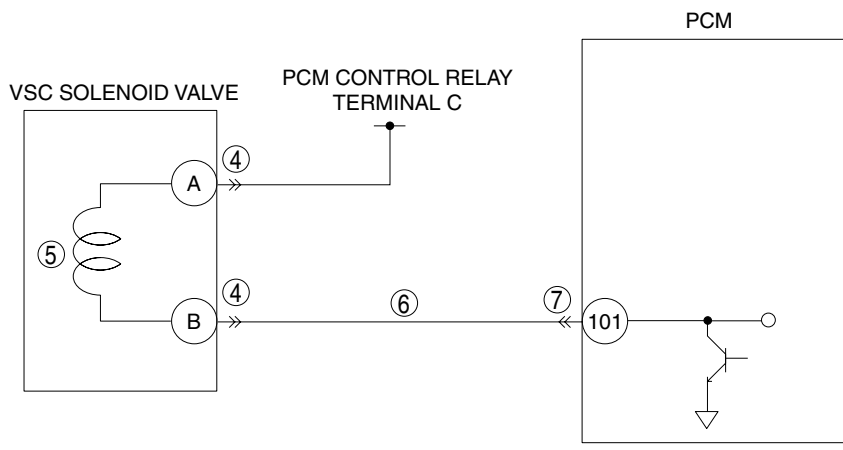 PCM
VSC SOLENOID VALVE
PCM CONTROL RELAY
TERMINAL C
A
④
⑤
B
④
⑥
⑦
101